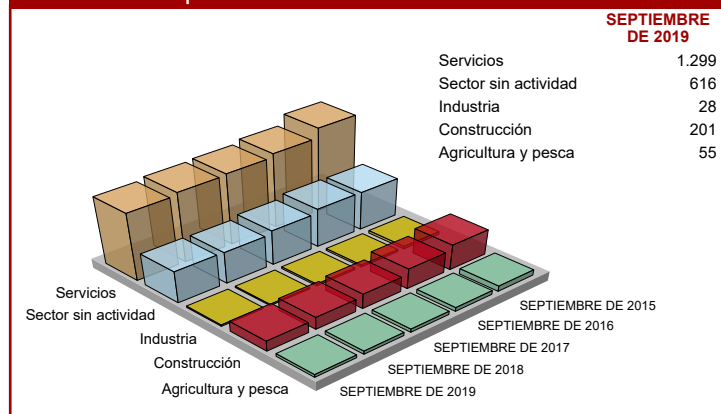 SEPTIEMBRE
DE 2019
Servicios 1.299
Sector sin actividad 616
Industria 28
Construcción 201
Agricultura y pesca 55
Servicios
Sector sin actividad
Industria
Construcción
Agricultura y pesca
SEPTIEMBRE DE 2015
SEPTIEMBRE DE 2016
SEPTIEMBRE DE 2017
SEPTIEMBRE DE 2018
SEPTIEMBRE DE 2019